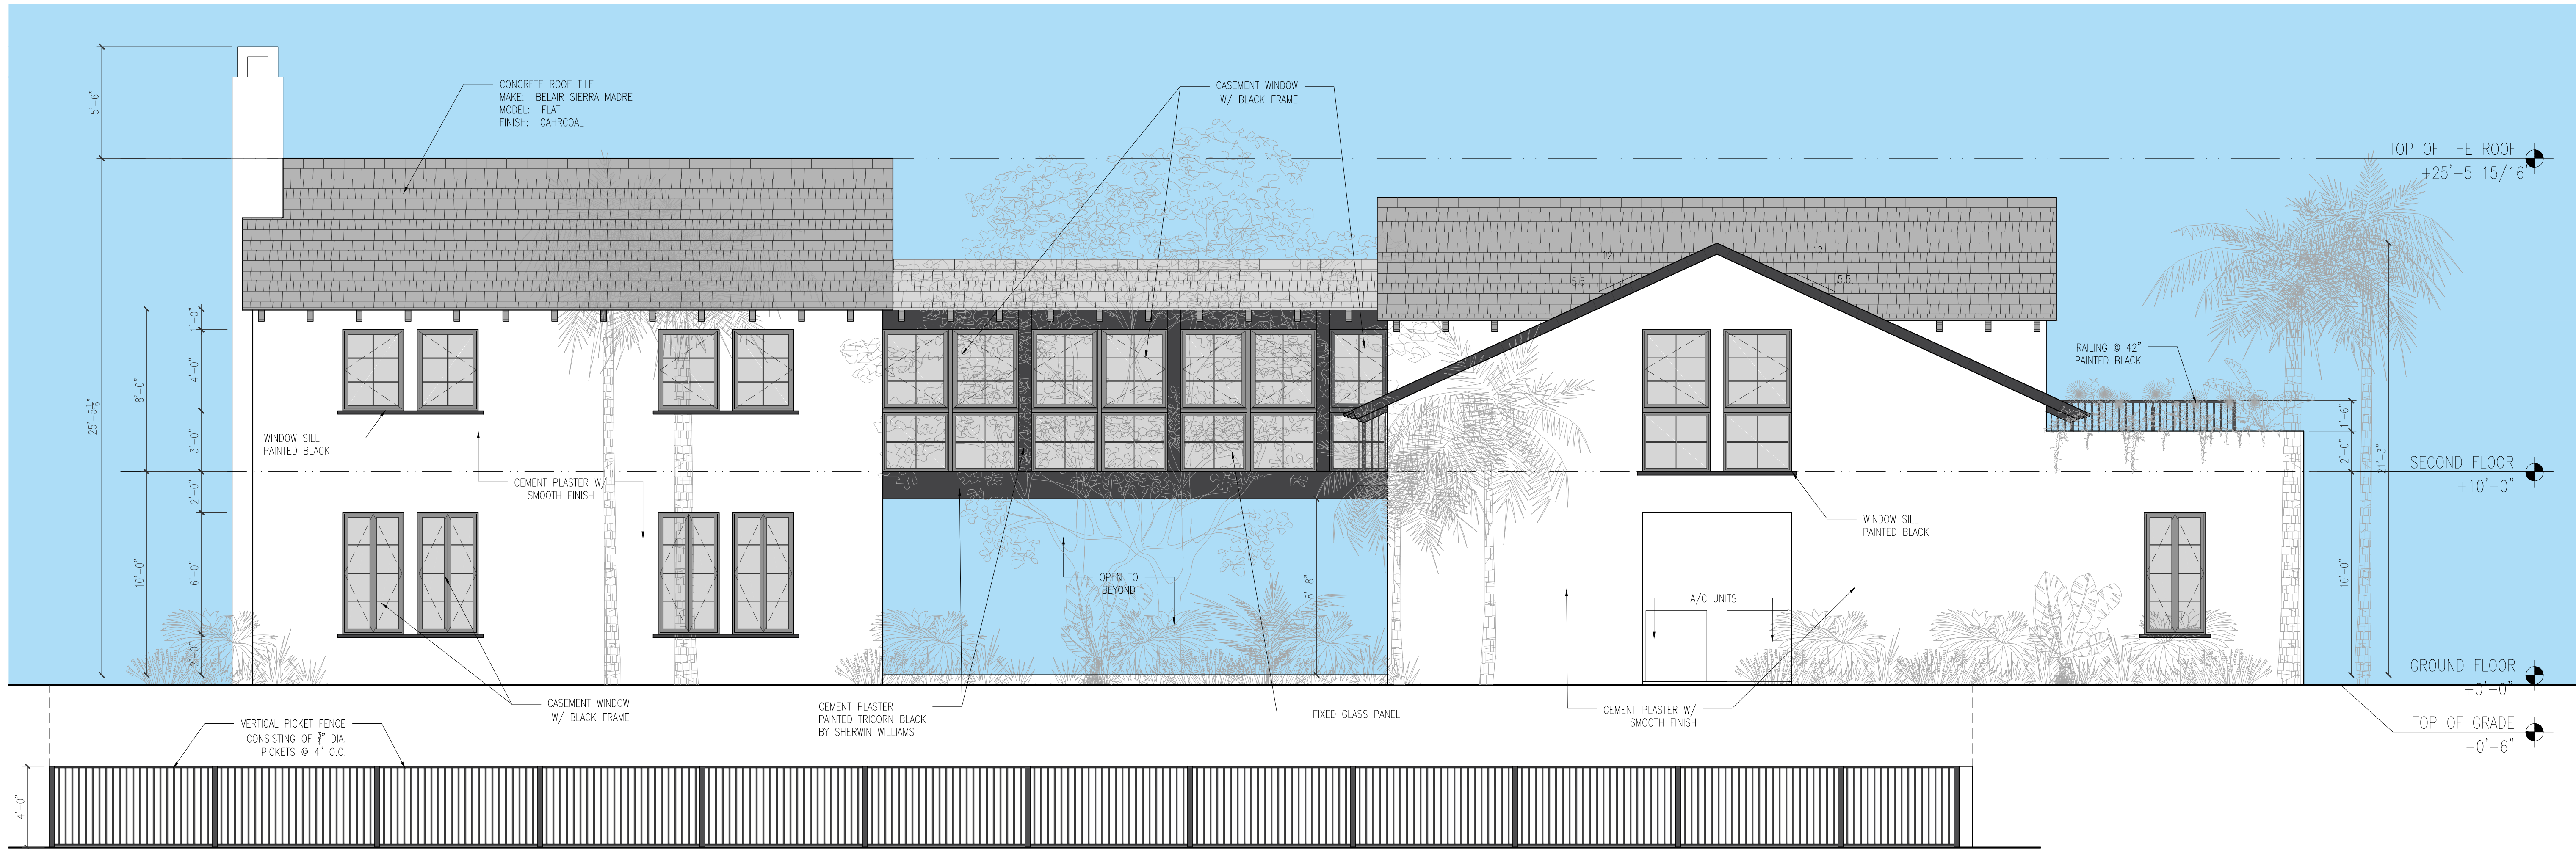 5'-6"
CONCRETE ROOF TILE
MAKE: BELAIR SIERRA MADRE
MODEL: FLAT
FINISH: CAHRCOAL
CASEMENT WINDOW
W/ BLACK FRAME
TOP OF THE ROOF
+25'-5 15/16"
12
5.5
12
5.5
25'-5 1/16"
8'-0"
1'-0"
4'-0"
3'-0"
WINDOW SILL
PAINTED BLACK
CEMENT PLASTER W/
SMOOTH FINISH
RAILING @ 42"
PAINTED BLACK
1'-6"
2'-0"
21'-3"
SECOND FLOOR
+10'-0"
10'-0"
2'-0"
6'-0"
2'-0"
WINDOW SILL
PAINTED BLACK
OPEN TO
BEYOND
8'-8"
A/C UNITS
10'-0"
GROUND FLOOR
+0'-0"
CASEMENT WINDOW
W/ BLACK FRAME
CEMENT PLASTER
PAINTED TRICORN BLACK
BY SHERWIN WILLIAMS
FIXED GLASS PANEL
CEMENT PLASTER W/
SMOOTH FINISH
TOP OF GRADE
-0'-6"
VERTICAL PICKET FENCE
CONSISTING OF 3/4" DIA.
PICKETS @ 4" O.C.
4'-0"